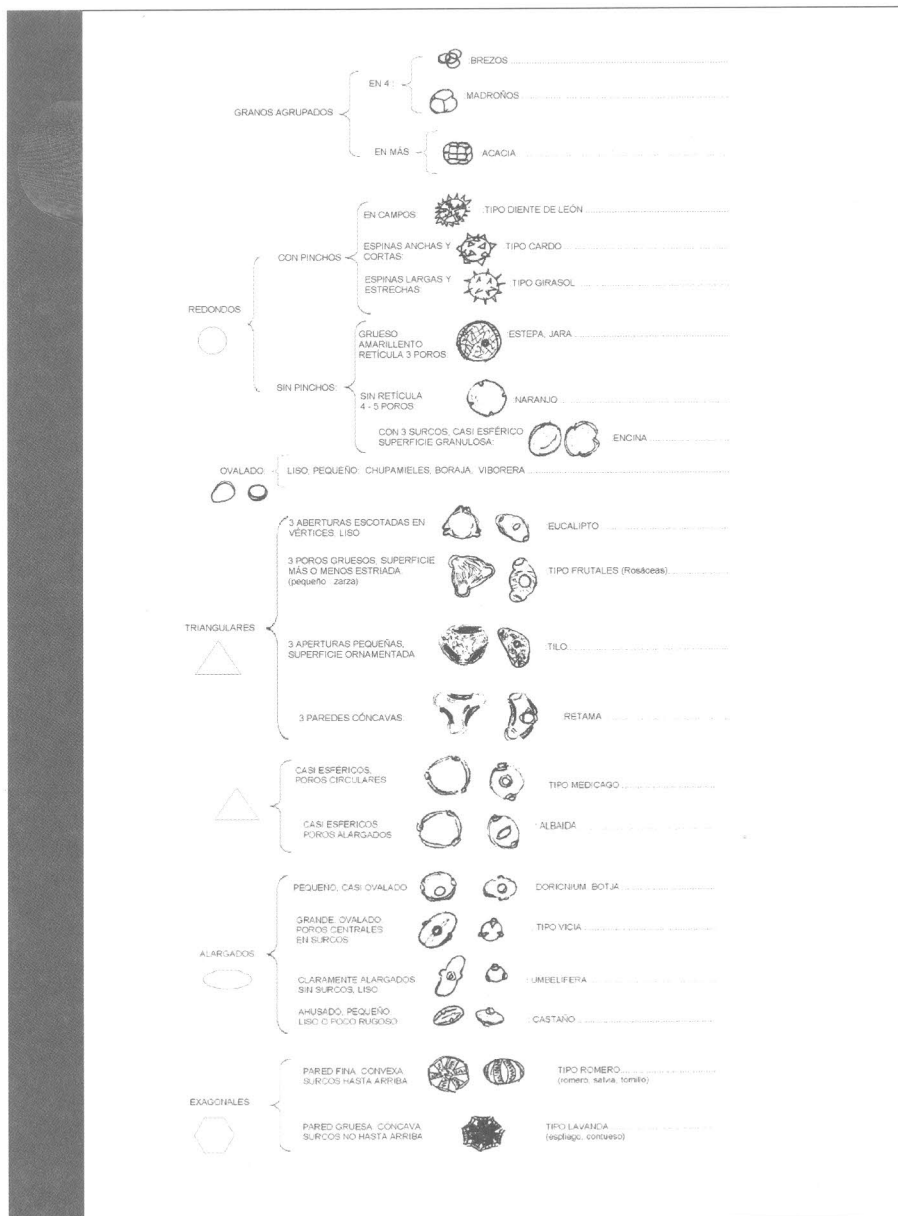 BREZOS
EN 4 :
MADROÑOS
GRANOS AGRUPADOS
EN MÁS
ACACIA
EN CAMPOS:
TIPO DIENTE DE LEÓN
CON PINCHOS
ESPINAS ANCHAS Y
CORTAS:
TIPO CARDO
ESPINAS LARGAS Y
ESTRECHAS:
TIPO GIRASOL
REDONDOS
GRUESO
AMARILLENTO
RETÍCULA 3 POROS
ESTEPA, JARA
SIN PINCHOS:
SIN RETÍCULA
4 - 5 POROS
NARANJO
CON 3 SURCOS, CASI ESFÉRICO
SUPERFICIE GRANULOSA:
ENCINA
OVALADO:
LISO, PEQUEÑO: CHUPAMIELES, BORAJA, VIBORERA
3 ABERTURAS ESCOTADAS EN
VÉRTICES. LISO
EUCALIPTO
3 POROS GRUESOS, SUPERFICIE
MÁS O MENOS ESTRIADA
(pequeño zarza)
TIPO FRUTALES (Rosáceas)
TRIANGULARES
3 APERTURAS PEQUEÑAS,
SUPERFICIE ORNAMENTADA
TILO
3 PAREDES CÓNCAVAS
RETAMA
CASI ESFÉRICOS,
POROS CIRCULARES
TIPO MEDICAGO
CASI ESFÉRICOS
POROS ALARGADOS
ALBAIDA
PEQUEÑO, CASI OVALADO
DORICNIUM BOTJA
GRANDE, OVALADO
POROS CENTRALES
EN SURCOS
TIPO VICIA
ALARGADOS
CLARAMENTE ALARGADOS
SIN SURCOS, LISO
UMBELIFERA
AHUSADO, PEQUEÑO
LISO O POCO RUGOSO
CASTAÑO
PARED FINA, CONVEXA
SURCOS HASTA ARRIBA
TIPO ROMERO
(romero, salvia, tomillo)
EXAGONALES
PARED GRUESA, CÓNCAVA
SURCOS NO HASTA ARRIBA
TIPO LAVANDA
(espliego, contueso)